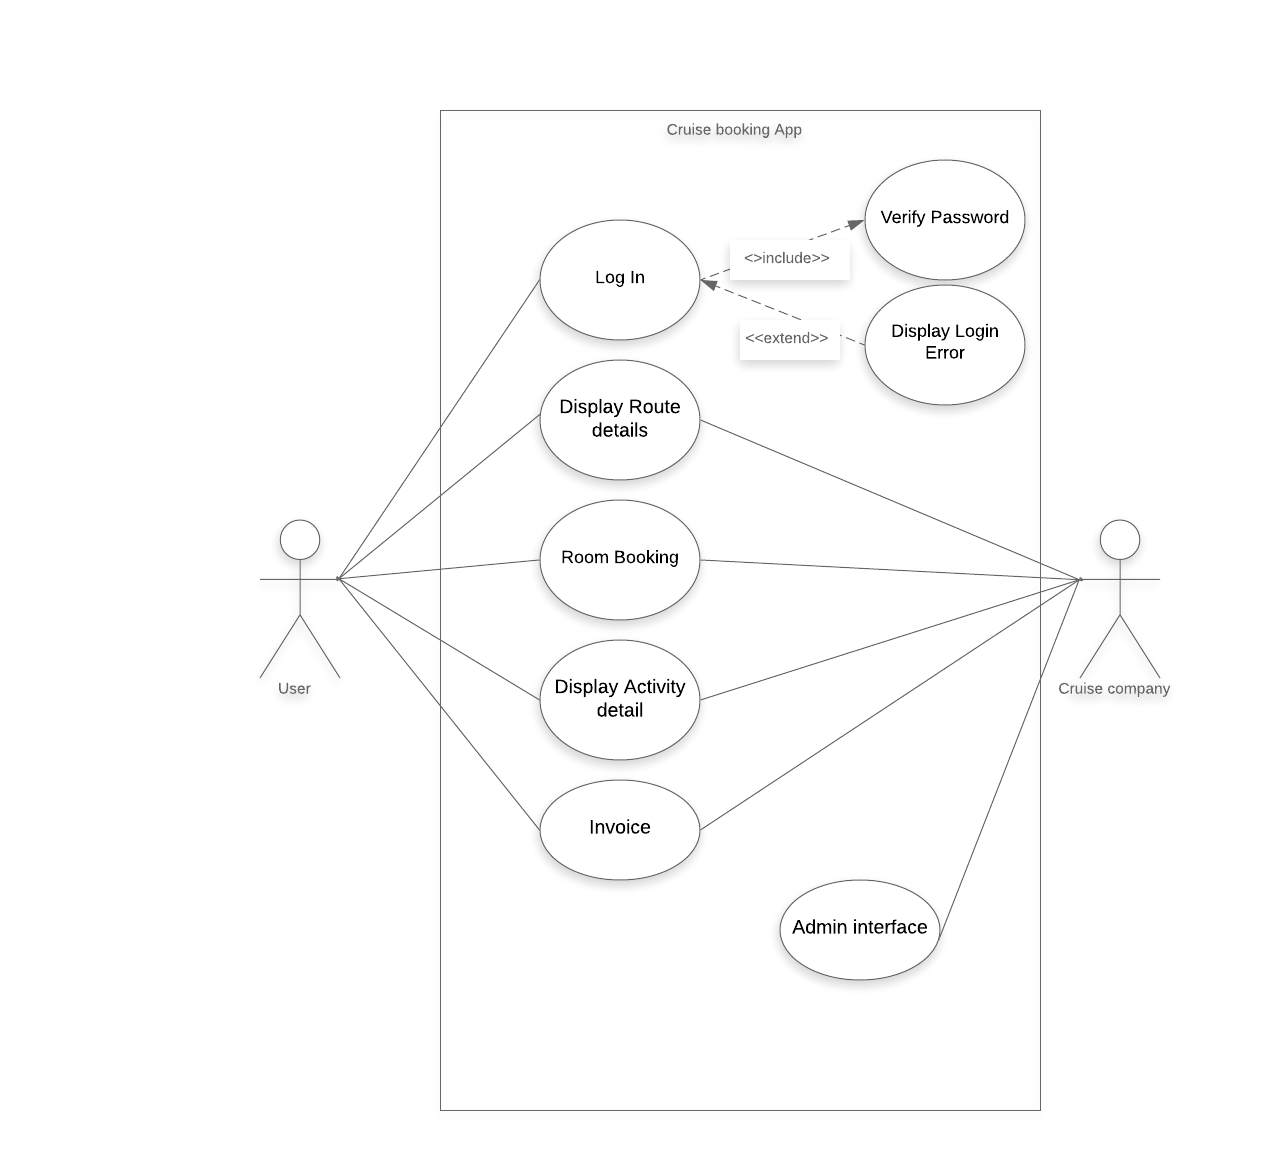 Cruise booking App
Verify Password
<>include>>
Log In
Display Login
Error
<<extend>>
Display Route
details
Room Booking
Display Activity
detail
User
Cruise company
Invoice
Admin interface